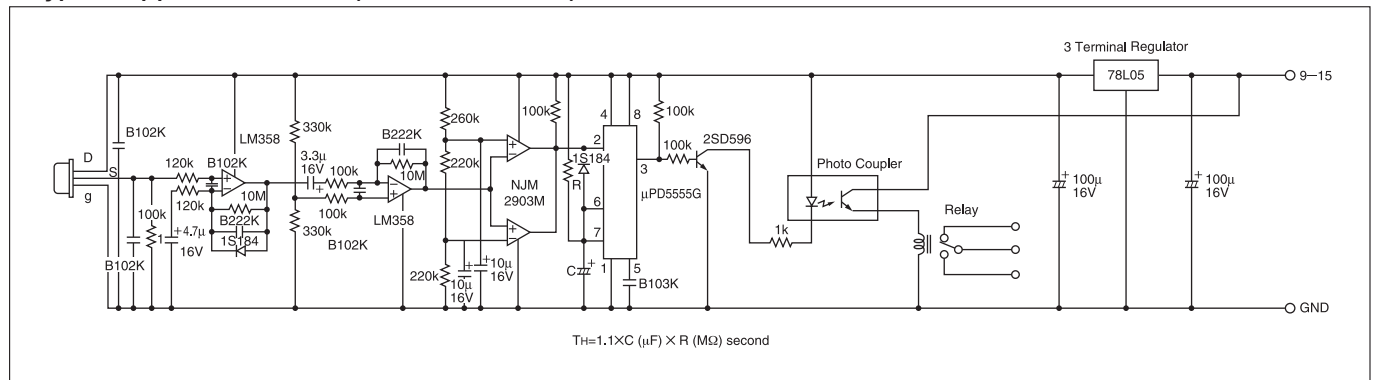 3 Terminal Regulator
78L05
9–15
B102K
LM358
D
S
g
120k
B102K
120k
10M
B222K
1S184
100k
1
+4.7μ
16V
B102K
330k
3.3μ
16V
+
100k
330k
100k
B102K
B222K
10M
LM358
260k
220k
220k
10μ
16V
10μ
16V
NJM
2903M
100k
1S184
R
C
4
8
2
3
6
7
1
5
μPD5555G
B103K
100k
100k
2SD596
1k
Photo Coupler
Relay
100μ
16V
100μ
16V
GND
TH=1.1×C (μF) × R (MΩ) second